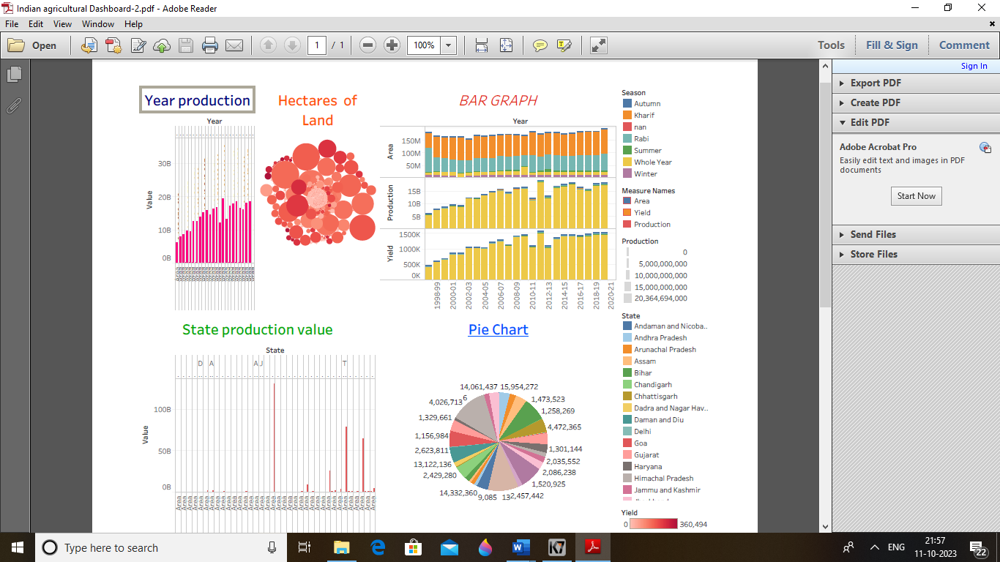 Indian agricultural Dashboard-2.pdf - Adobe Reader
File Edit View Window Help
Open 1 / 1 100% Tools Fill & Sign Comment
Sign In
Export PDF
Create PDF
Edit PDF
Adobe Acrobat Pro
Easily edit text and images in PDF
documents
Start Now
Send Files
Store Files
Year production
Year
Value
30B
20B
10B
0B
Area
Hectares of
Land
BAR GRAPH
Year
Area
150M
100M
50M
Production
15B
10B
5B
Yield
1500K
1000K
500K
0K
1998-99
2000-01
2002-03
2004-05
2006-07
2008-09
2010-11
2012-13
2014-15
2016-17
2018-19
2020-21
Season
Autumn
Kharif
nan
Rabi
Summer
Whole Year
Winter
Measure Names
Area
Yield
Production
Production
0
5,000,000,000
10,000,000,000
15,000,000,000
20,364,694,000
State production value
State
D A A J T
Value
100B
50B
0B
Area Area Area Area Area Area Area Area Area Area Area Area Area Area Area Area Area Area
Pie Chart
14,061,437 15,954,272
4,026,713 6 1,473,523
1,258,269
1,329,661 4,472,365
1,156,984 1,301,144
2,623,811 2,035,552
13,122,136 2,086,238
2,429,280 1,520,925
14,332,360 9,085 13 2,457,442
State
Andaman and Nicoba..
Andhra Pradesh
Arunachal Pradesh
Assam
Bihar
Chandigarh
Chhattisgarh
Dadra and Nagar Hav..
Daman and Diu
Delhi
Goa
Gujarat
Haryana
Himachal Pradesh
Jammu and Kashmir
Yield
0 360,494
Type here to search
W K7
ENG
21:57
11-10-2023
22